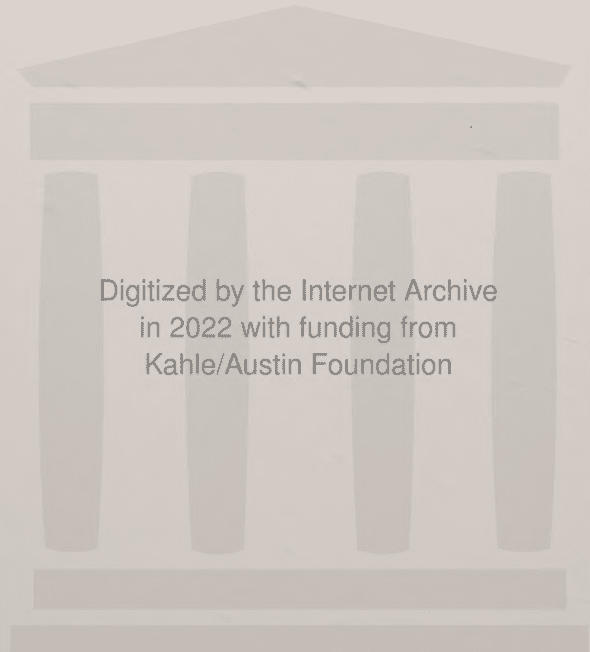 Digitized by the Internet Archive
in 2022 with funding from
Kahle/Austin Foundation